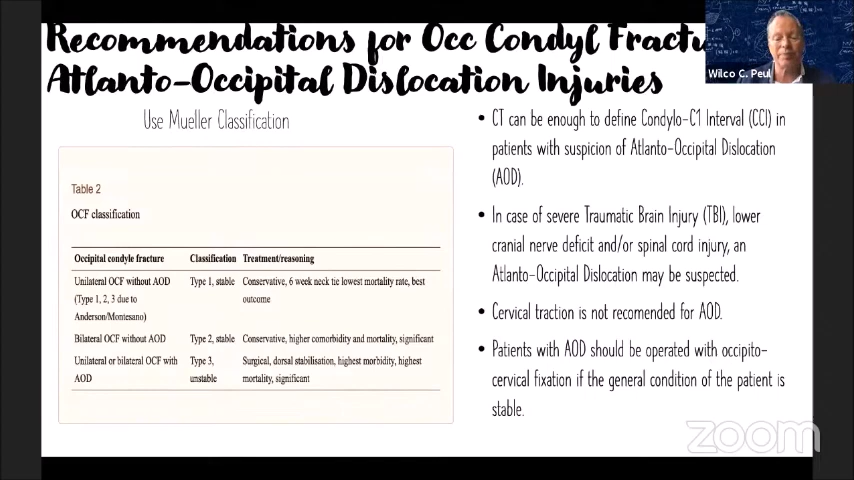 Recommendations for Occ Condyl Fractu
Atlanto-Occipital Dislocation Injuries
Wilco C. Peul
Use Mueller Classification
Table 2
OCF classification
Occipital condyle fracture Classification Treatment/reasoning
Unilateral OCF without AOD Type 1, stable Conservative, 6 week neck tie lowest mortality rate, best
(Type 1, 2, 3 due to outcome
Anderson/Montesano)
Bilateral OCF without AOD Type 2, stable Conservative, higher comorbidity and mortality, significant
Unilateral or bilateral OCF with Type 3, Surgical, dorsal stabilisation, highest morbidity, highest
AOD unstable mortality, significant
• CT can be enough to define Condylo-C1 Interval (CCI) in
patients with suspicion of Atlanto-Occipital Dislocation
(AOD).
• In case of severe Traumatic Brain Injury (TBI), lower
cranial nerve deficit and/or spinal cord injury, an
Atlanto-Occipital Dislocation may be suspected.
• Cervical traction is not recomended for AOD.
• Patients with AOD should be operated with occipito-
cervical fixation if the general condition of the patient is
stable.
zoom